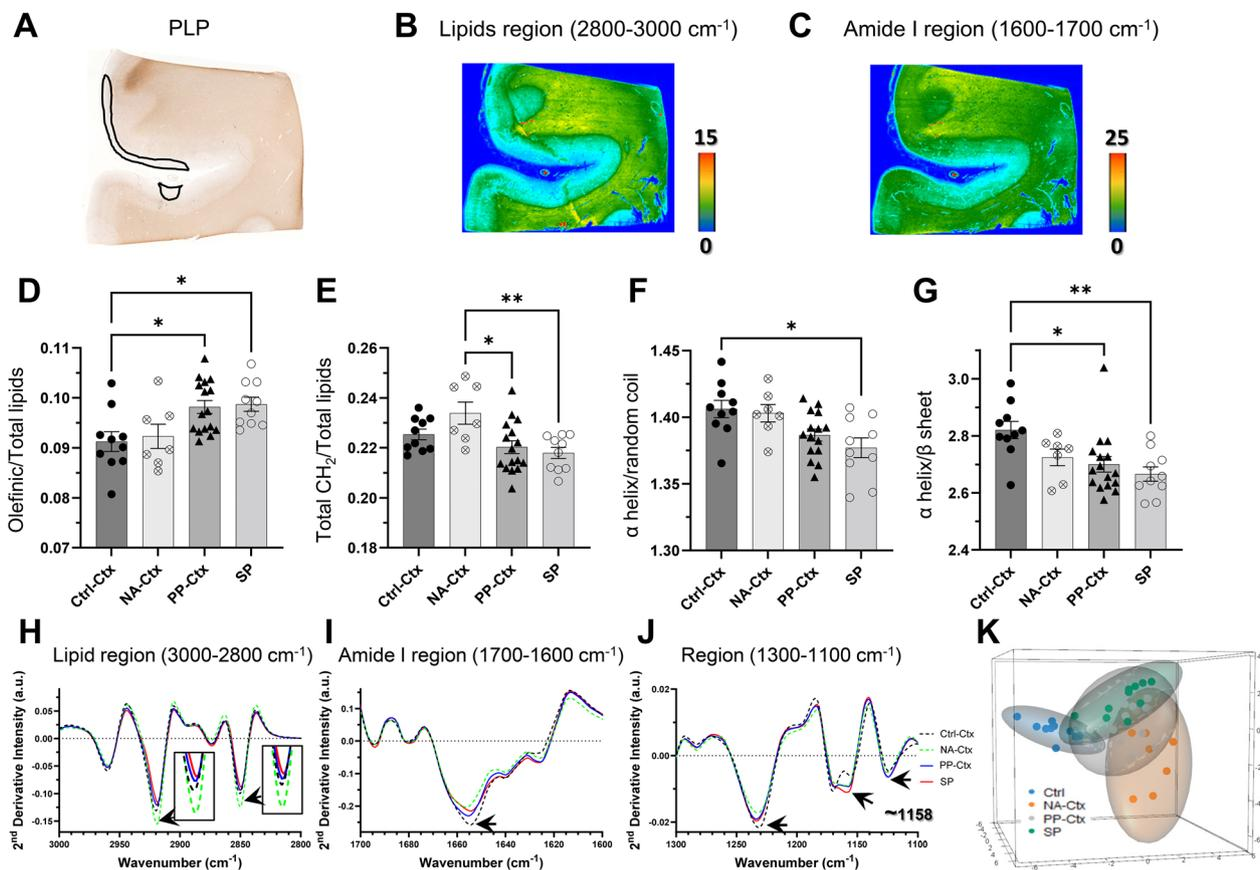 A PLP
B Lipids region (2800-3000 cm-1)
C Amide I region (1600-1700 cm-1)
15
0
25
0
D
*
*
Olefinic/Total lipids
0.11
0.10
0.09
0.08
0.07
Ctrl-Ctx NA-Ctx PP-Ctx SP
E
**
*
Total CH2/Total lipids
0.26
0.24
0.22
0.20
0.18
Ctrl-Ctx NA-Ctx PP-Ctx SP
F
*
α helix/random coil
1.45
1.40
1.35
1.30
Ctrl-Ctx NA-Ctx PP-Ctx SP
G
**
*
α helix/β sheet
3.0
2.8
2.6
2.4
Ctrl-Ctx NA-Ctx PP-Ctx SP
H
Lipid region (3000-2800 cm-1)
2nd Derivative Intensity (a.u.)
0.05
0.00
-0.05
-0.10
-0.15
3000 2950 2900 2850 2800
Wavenumber (cm-1)
I
Amide I region (1700-1600 cm-1)
2nd Derivative Intensity (a.u.)
0.1
0.0
-0.1
-0.2
1700 1680 1660 1640 1620 1600
Wavenumber (cm-1)
J
Region (1300-1100 cm-1)
2nd Derivative Intensity (a.u.)
0.02
0.00
-0.02
1300 1250 1200 1150 1100
Wavenumber (cm-1)
Ctrl-Ctx
NA-Ctx
PP-Ctx
SP
~1158
K
Ctrl
NA-Ctx
PP-Ctx
SP